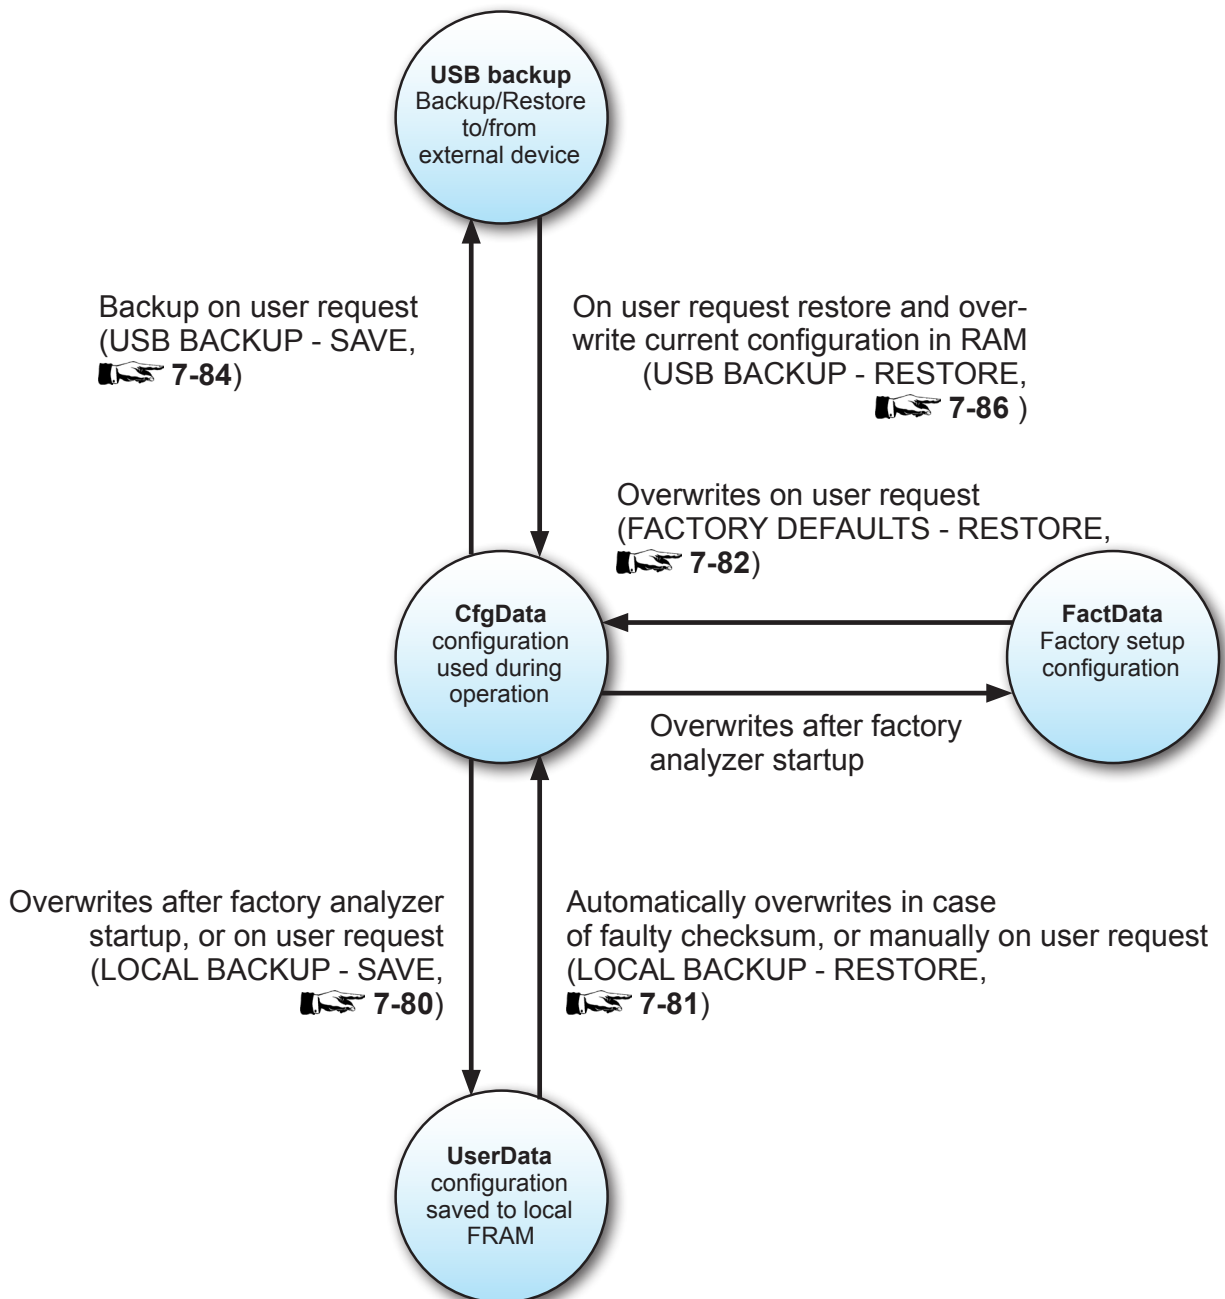 USB backup
Backup/Restore
to/from
external device
Backup on user request
(USB BACKUP - SAVE,
7-84)
On user request restore and over-
write current configuration in RAM
(USB BACKUP - RESTORE,
7-86 )
Overwrites on user request
(FACTORY DEFAULTS - RESTORE,
7-82)
CfgData
configuration
used during
operation
FactData
Factory setup
configuration
Overwrites after factory
analyzer startup
Overwrites after factory analyzer
startup, or on user request
(LOCAL BACKUP - SAVE,
7-80)
Automatically overwrites in case
of faulty checksum, or manually on user request
(LOCAL BACKUP - RESTORE,
7-81)
UserData
configuration
saved to local
FRAM